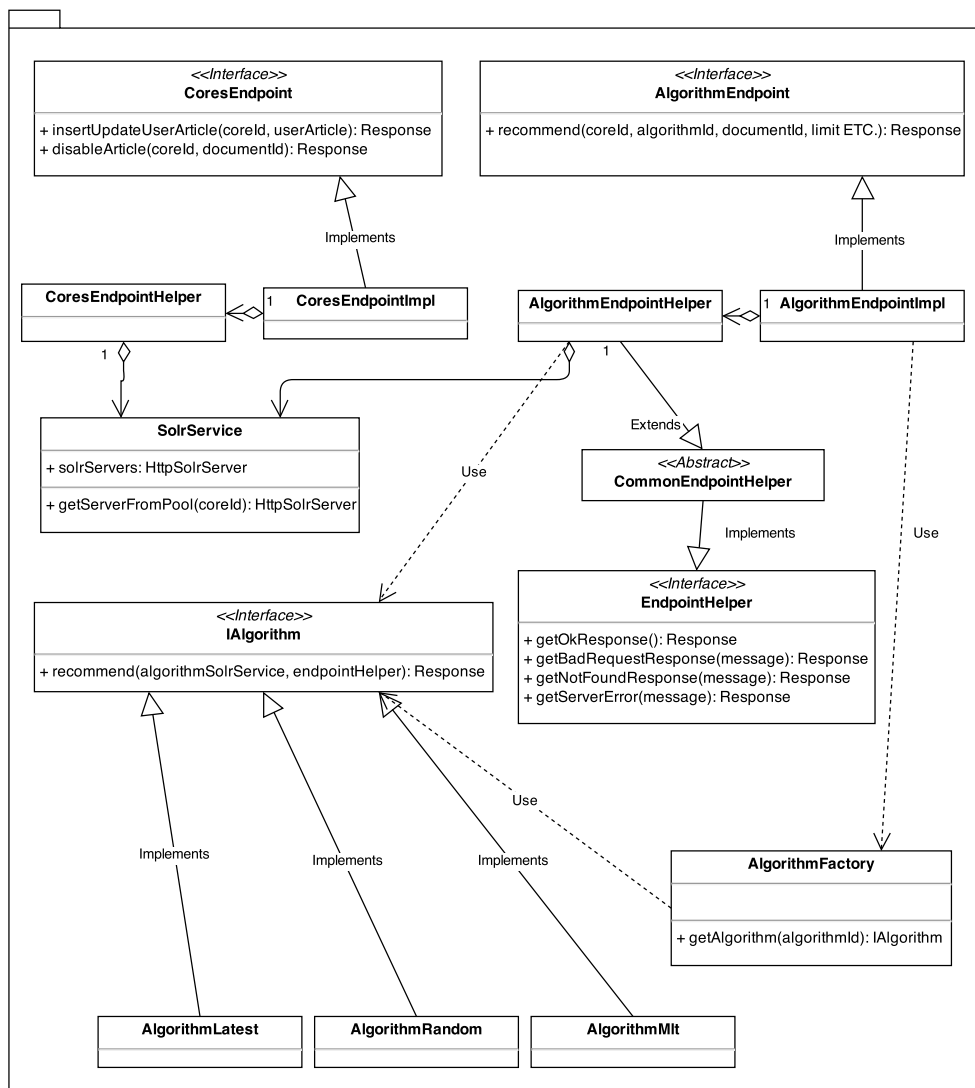 <<Interface>>
CoresEndpoint
+ insertUpdateUserArticle(coreId, userArticle): Response
+ disableArticle(coreId, documentId): Response
<<Interface>>
AlgorithmEndpoint
+ recommend(coreId, algorithmId, documentId, limit ETC.): Response
Implements
Implements
CoresEndpointHelper
1
CoresEndpointImpl
AlgorithmEndpointHelper
1
AlgorithmEndpointImpl
1
1
SolrService
+ solrServers: HttpSolrServer
+ getServerFromPool(coreId): HttpSolrServer
Extends
Use
<<Abstract>>
CommonEndpointHelper
Implements
Use
<<Interface>>
EndpointHelper
+ getOkResponse(): Response
+ getBadRequestResponse(message): Response
+ getNotFoundResponse(message): Response
+ getServerError(message): Response
<<Interface>>
IAlgorithm
+ recommend(algorithmSolrService, endpointHelper): Response
Use
Implements
Implements
Implements
AlgorithmFactory
+ getAlgorithm(algorithmId): IAlgorithm
AlgorithmLatest
AlgorithmRandom
AlgorithmMlt